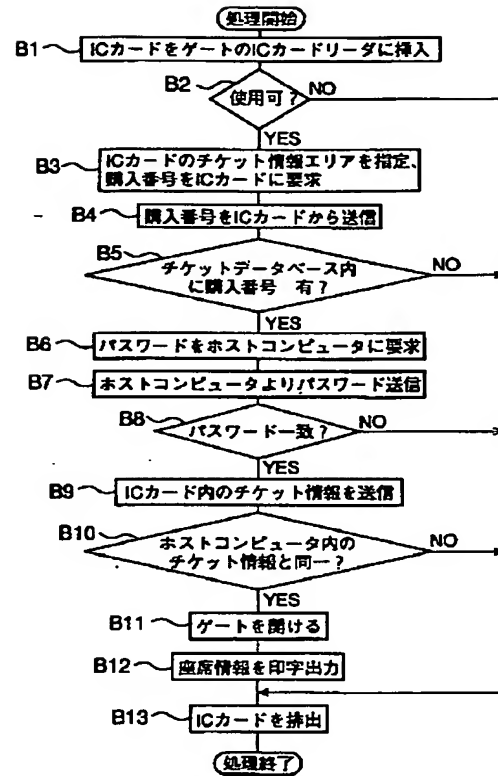 処理開始
B1 ICカードをゲートのICカードリーダに挿入
B2 使用可? NO
YES
B3 ICカードのチケット情報エリアを指定、
購入番号をICカードに要求
B4 購入番号をICカードから送信
B5 チケットデータベース内
に購入番号 有? NO
YES
B6 パスワードをホストコンピュータに要求
B7 ホストコンピュータよりパスワード送信
B8 パスワード一致? NO
YES
B9 ICカード内のチケット情報を送信
B10 ホストコンピュータ内の
チケット情報と同一? NO
YES
B11 ゲートを開ける
B12 座席情報を印字出力
B13 ICカードを排出
処理終了